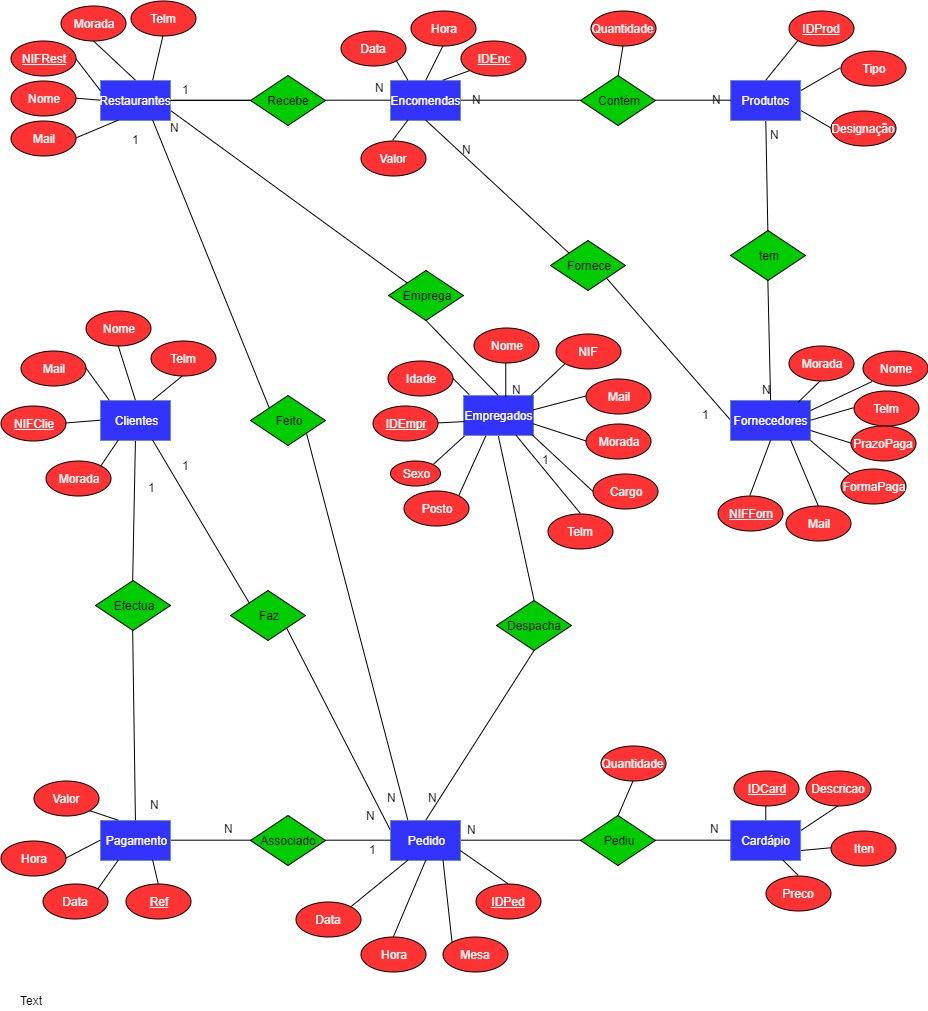 Morada
Telm
NIFRest
Nome
Mail
Restaurantes
1
Recebe
N
Data
Hora
IDEnc
Encomendas
Valor
N
Quantidade
Contém
N
IDProd
Tipo
Designação
Produtos
N
1
N
N
Fornece
tem
Emprega
Nome
Mail
Telm
NIFClie
Clientes
Morada
1
1
Feito
Nome
NIF
Idade
Mail
IDEmpr
Empregados
N
Morada
Sexo
1
Cargo
Posto
Telm
Morada
Nome
N
Telm
1
Fornecedores
PrazoPaga
FormaPaga
NIFForn
Mail
Efectua
Faz
Despacha
Valor
N
Pagamento
Hora
Data
Ref
N
Associado
N
N
N
1
Pedido
N
Data
Hora
Mesa
IDPed
Quantidade
Pediu
N
IDCard
Descricao
Cardápio
Iten
Preco
Text